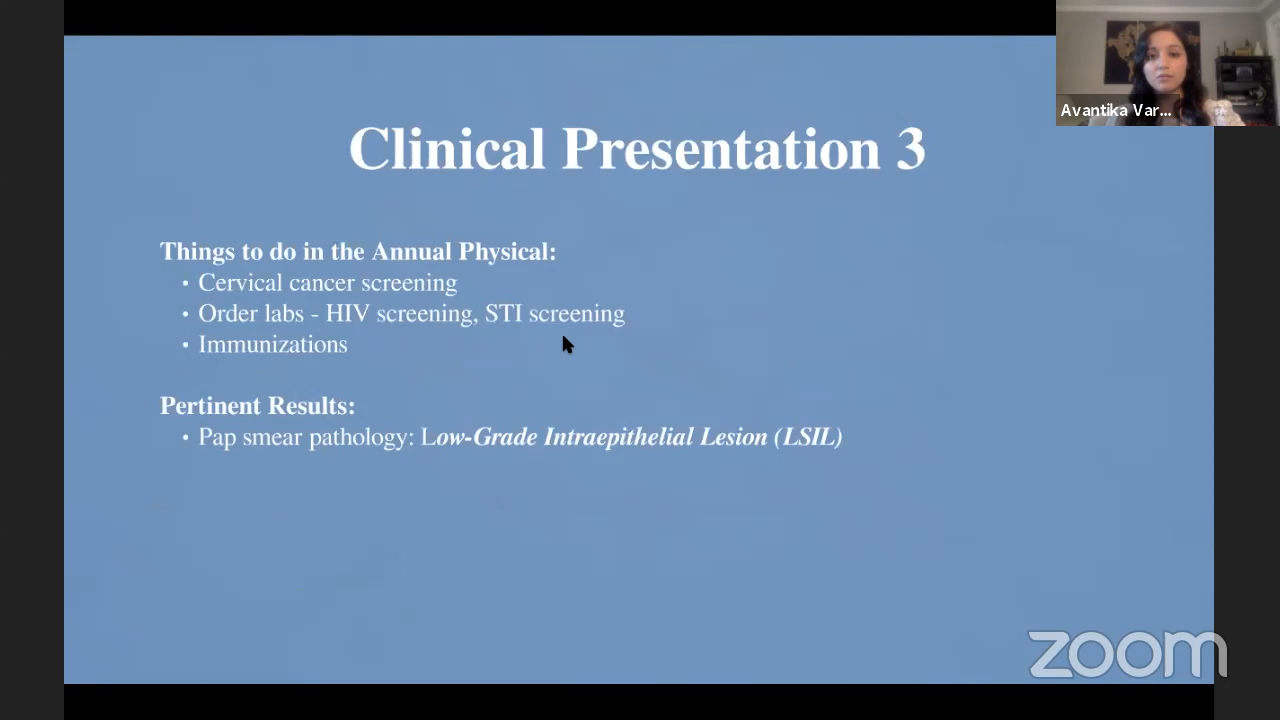 Avantika Var...
Clinical Presentation 3
Things to do in the Annual Physical:
• Cervical cancer screening
• Order labs - HIV screening, STI screening
• Immunizations
Pertinent Results:
• Pap smear pathology: Low-Grade Intraepithelial Lesion (LSIL)
zoom